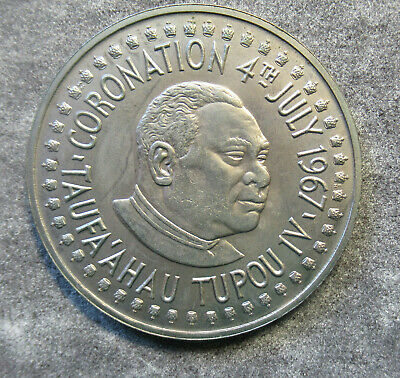 CORONATION 4TH JULY 1967·
TAUFA'AHAU TUPOU IV·